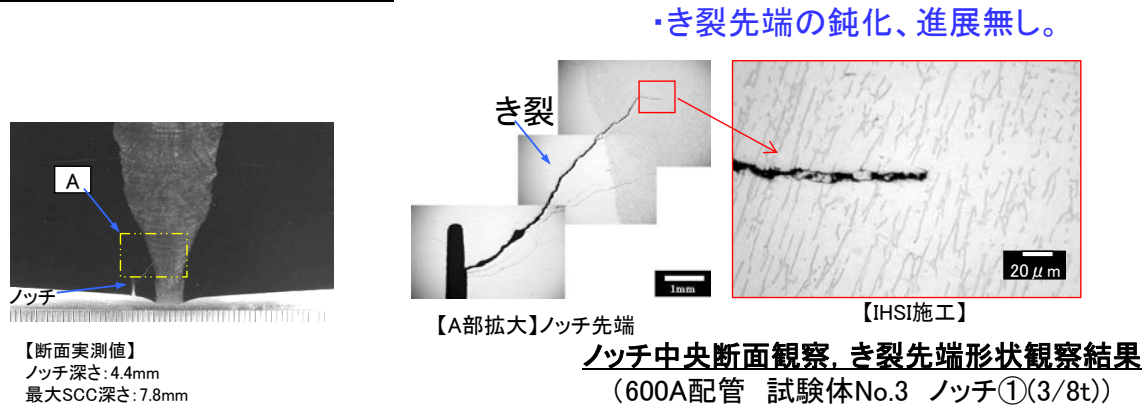 ・き裂先端の鈍化、進展無し。
き裂
A
ノッチ
1mm
20μm
【A部拡大】ノッチ先端
【IHSI施工】
【断面実測値】
ノッチ深さ:4.4mm
最大SCC深さ:7.8mm
ノッチ中央断面観察, き裂先端形状観察結果
(600A配管 試験体No.3 ノッチ①(3/8t))